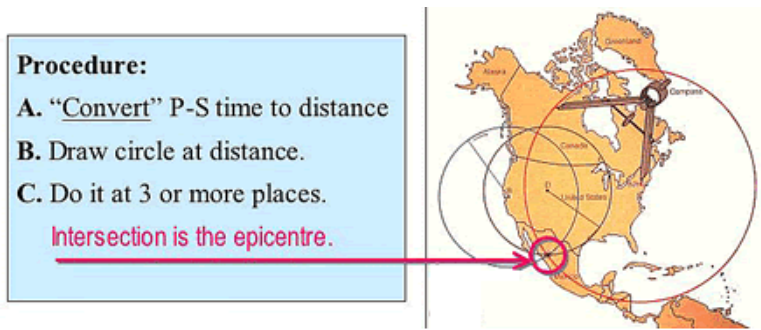 Procedure:
A. “Convert” P-S time to distance
B. Draw circle at distance.
C. Do it at 3 or more places.
Intersection is the epicentre.
Greenland
Alaska
Compass
Canada
B
D
United States
Mexico